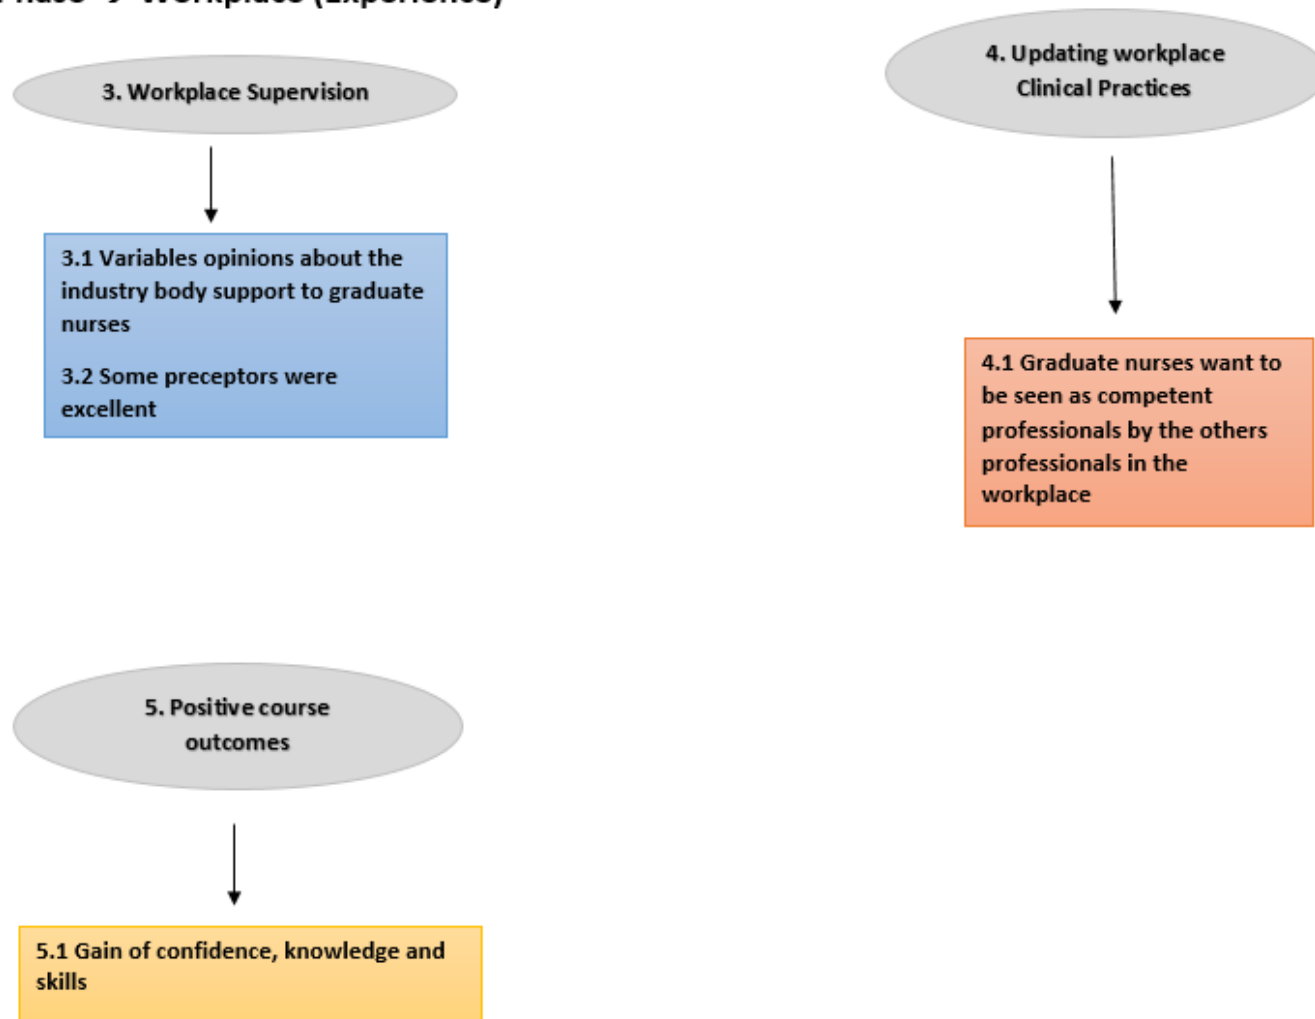 Workplace (Experience)
3. Workplace Supervision
4. Updating workplace
Clinical Practices
3.1 Variables opinions about the
industry body support to graduate
nurses
3.2 Some preceptors were
excellent
4.1 Graduate nurses want to
be seen as competent
professionals by the others
professionals in the
workplace
5. Positive course
outcomes
5.1 Gain of confidence, knowledge and
skills